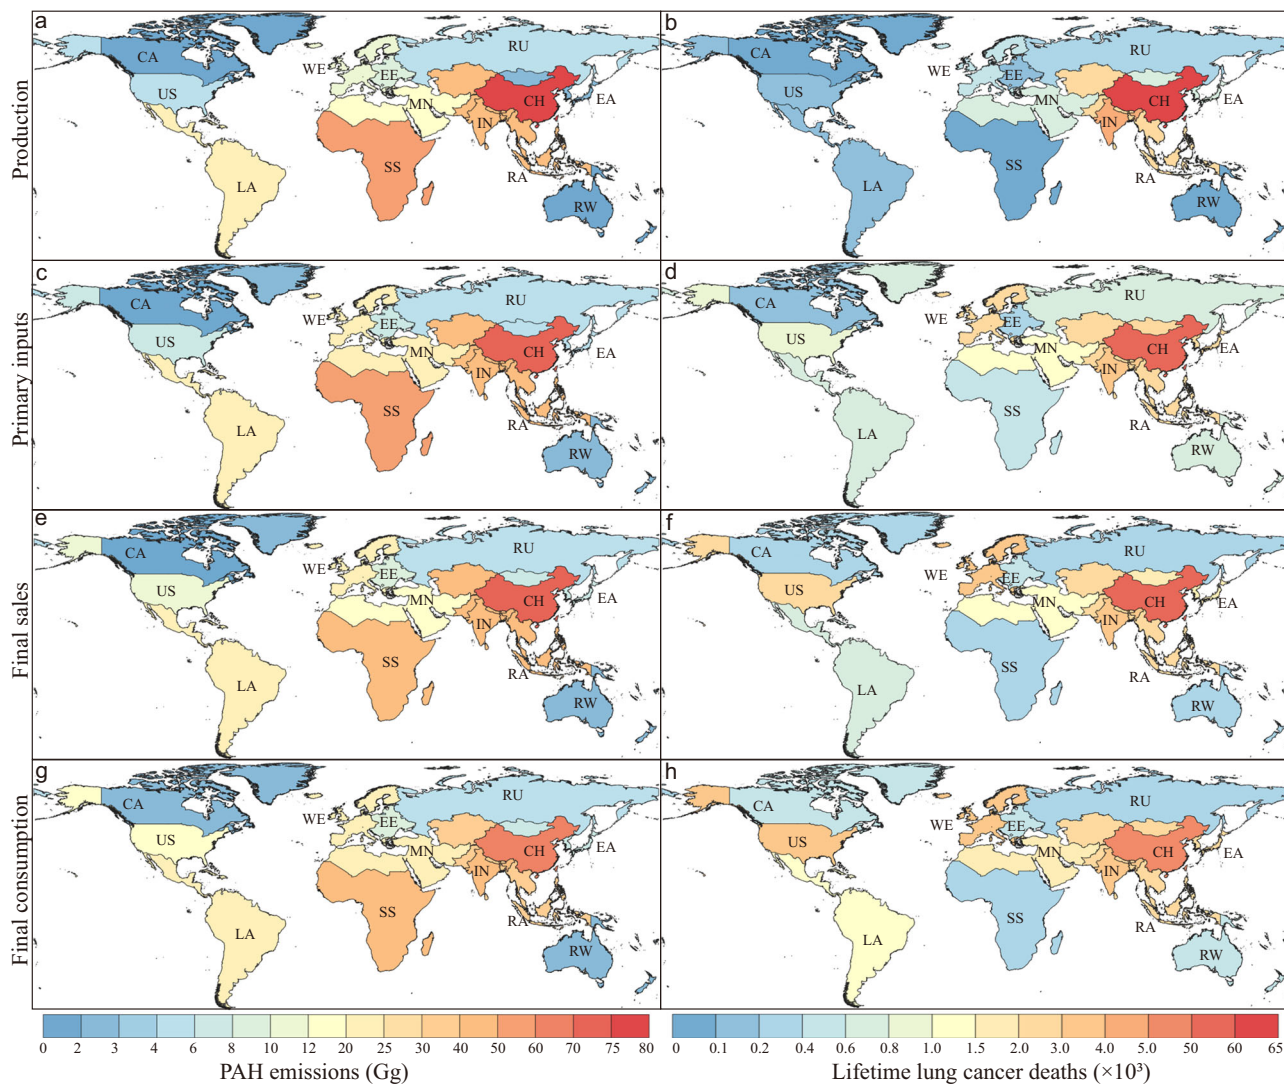 a
CA
US
LA
WE
EE
MN
SS
RU
CH
IN
RA
EA
RW
b
CA
US
LA
WE
EE
MN
SS
RU
CH
IN
RA
EA
RW
Production
c
CA
US
LA
WE
EE
MN
SS
RU
CH
IN
RA
EA
RW
d
CA
US
LA
WE
EE
MN
SS
RU
CH
IN
RA
EA
RW
Primary inputs
e
CA
US
LA
WE
EE
MN
SS
RU
CH
IN
RA
EA
RW
f
CA
US
LA
WE
EE
MN
SS
RU
CH
IN
RA
EA
RW
Final sales
g
CA
US
LA
WE
EE
MN
SS
RU
CH
IN
RA
EA
RW
h
CA
US
LA
WE
EE
MN
SS
RU
CH
IN
RA
EA
RW
Final consumption
0 2 3 4 6 8 10 12 20 25 30 40 50 60 75 80
PAH emissions (Gg)
0 0.1 0.2 0.4 0.6 0.8 1.0 1.5 2.0 3.0 4.0 5.0 50 60 65
Lifetime lung cancer deaths (×10³)